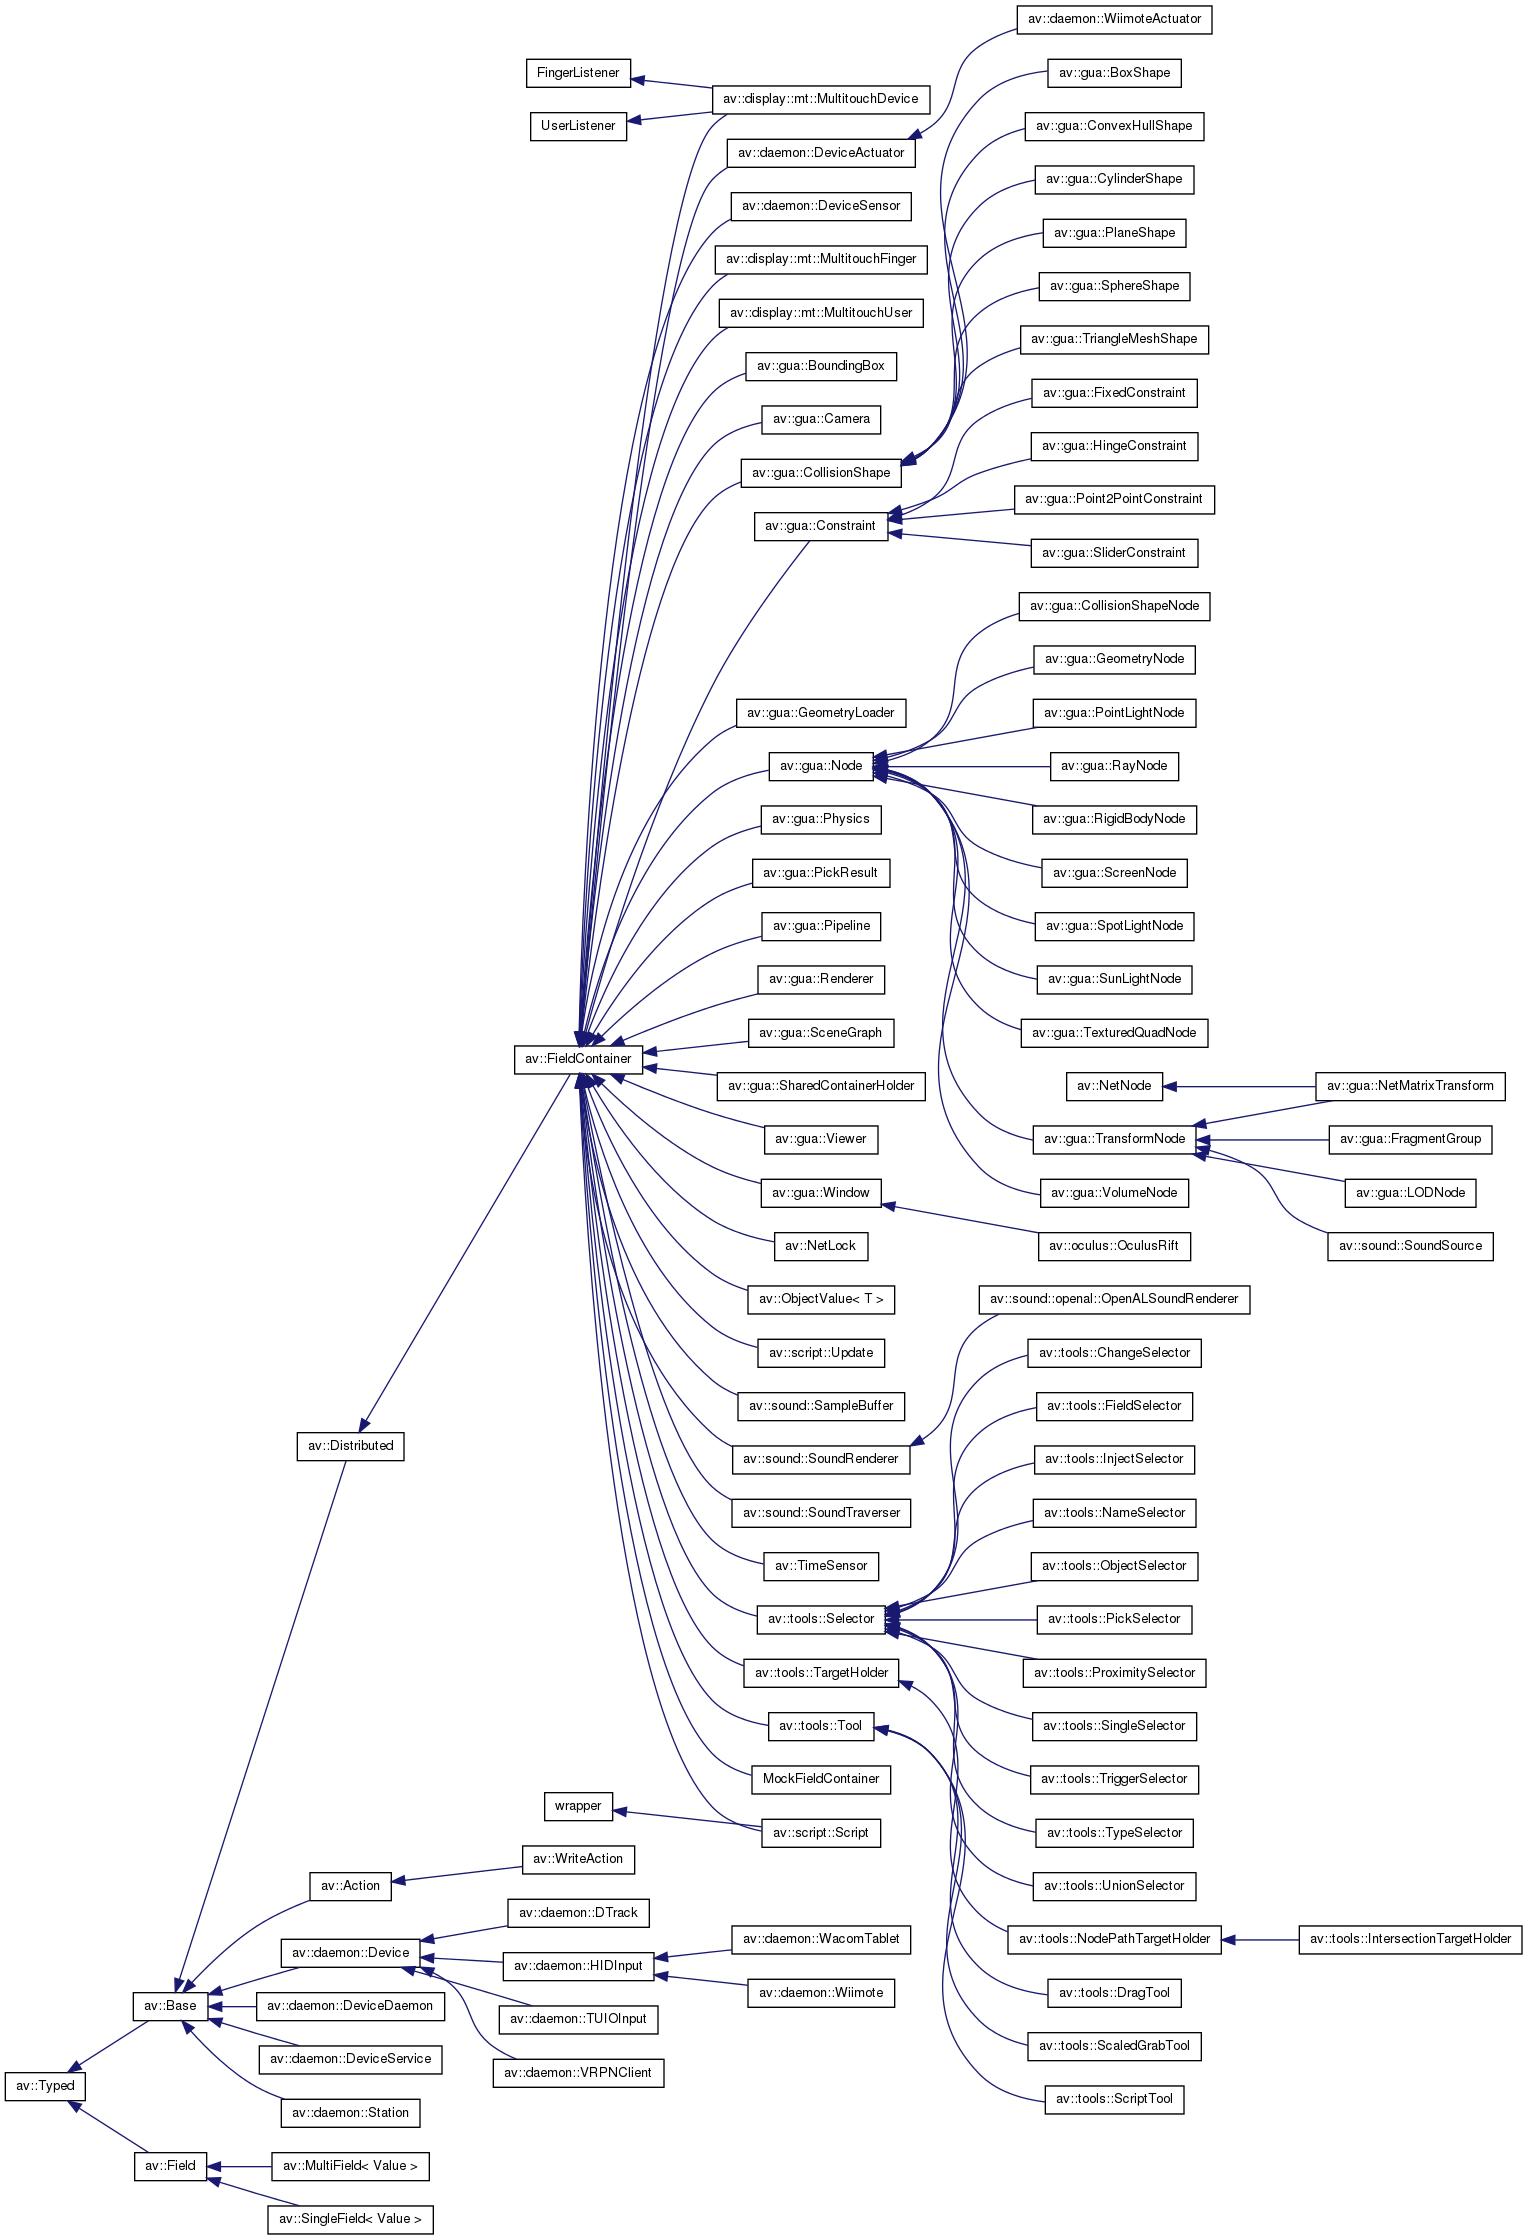 av::daemon::WiimoteActuator
FingerListener
av::gua::BoxShape
av::display::mt::MultitouchDevice
UserListener
av::gua::ConvexHullShape
av::daemon::DeviceActuator
av::gua::CylinderShape
av::daemon::DeviceSensor
av::gua::PlaneShape
av::display::mt::MultitouchFinger
av::gua::SphereShape
av::display::mt::MultitouchUser
av::gua::TriangleMeshShape
av::gua::BoundingBox
av::gua::FixedConstraint
av::gua::Camera
av::gua::HingeConstraint
av::gua::CollisionShape
av::gua::Point2PointConstraint
av::gua::Constraint
av::gua::SliderConstraint
av::gua::CollisionShapeNode
av::gua::GeometryNode
av::gua::GeometryLoader
av::gua::PointLightNode
av::gua::Node
av::gua::RayNode
av::gua::Physics
av::gua::RigidBodyNode
av::gua::PickResult
av::gua::ScreenNode
av::gua::Pipeline
av::gua::SpotLightNode
av::gua::Renderer
av::gua::SunLightNode
av::gua::SceneGraph
av::gua::TexturedQuadNode
av::FieldContainer
av::gua::SharedContainerHolder
av::NetNode
av::gua::NetMatrixTransform
av::gua::Viewer
av::gua::TransformNode
av::gua::FragmentGroup
av::gua::Window
av::gua::VolumeNode
av::gua::LODNode
av::NetLock
av::oculus::OculusRift
av::sound::SoundSource
av::ObjectValue< T >
av::sound::openal::OpenALSoundRenderer
av::script::Update
av::tools::ChangeSelector
av::sound::SampleBuffer
av::tools::FieldSelector
av::Distributed
av::sound::SoundRenderer
av::tools::InjectSelector
av::sound::SoundTraverser
av::tools::NameSelector
av::TimeSensor
av::tools::ObjectSelector
av::tools::Selector
av::tools::PickSelector
av::tools::TargetHolder
av::tools::ProximitySelector
av::tools::Tool
av::tools::SingleSelector
MockFieldContainer
av::tools::TriggerSelector
wrapper
av::script::Script
av::tools::TypeSelector
av::WriteAction
av::Action
av::tools::UnionSelector
av::daemon::DTrack
av::daemon::WacomTablet
av::tools::NodePathTargetHolder
av::tools::IntersectionTargetHolder
av::daemon::Device
av::daemon::HIDInput
av::daemon::Wiimote
av::tools::DragTool
av::Base
av::daemon::DeviceDaemon
av::daemon::TUIOInput
av::tools::ScaledGrabTool
av::daemon::DeviceService
av::daemon::VRPNClient
av::Typed
av::tools::ScriptTool
av::daemon::Station
av::Field
av::MultiField< Value >
av::SingleField< Value >